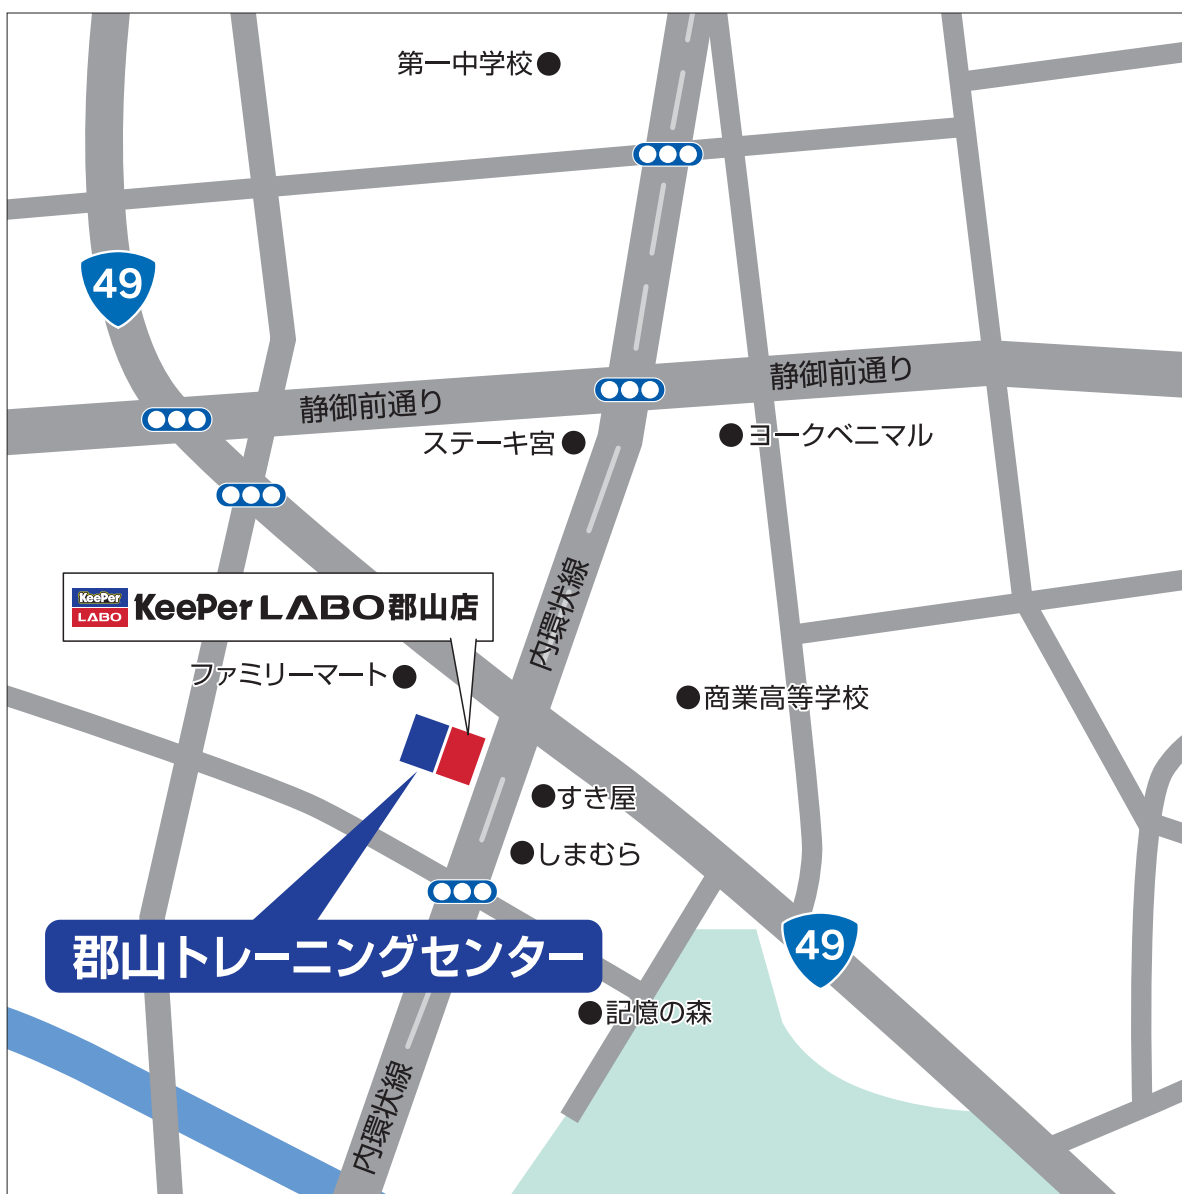 第一中学校
49
静御前通り
静御前通り
ステーキ宮
ヨークベニマル
内環状線
KeePer
LABO
KeePer LABO郡山店
ファミリーマート
商業高等学校
すき屋
しまむら
郡山トレーニングセンター
49
記憶の森
内環状線